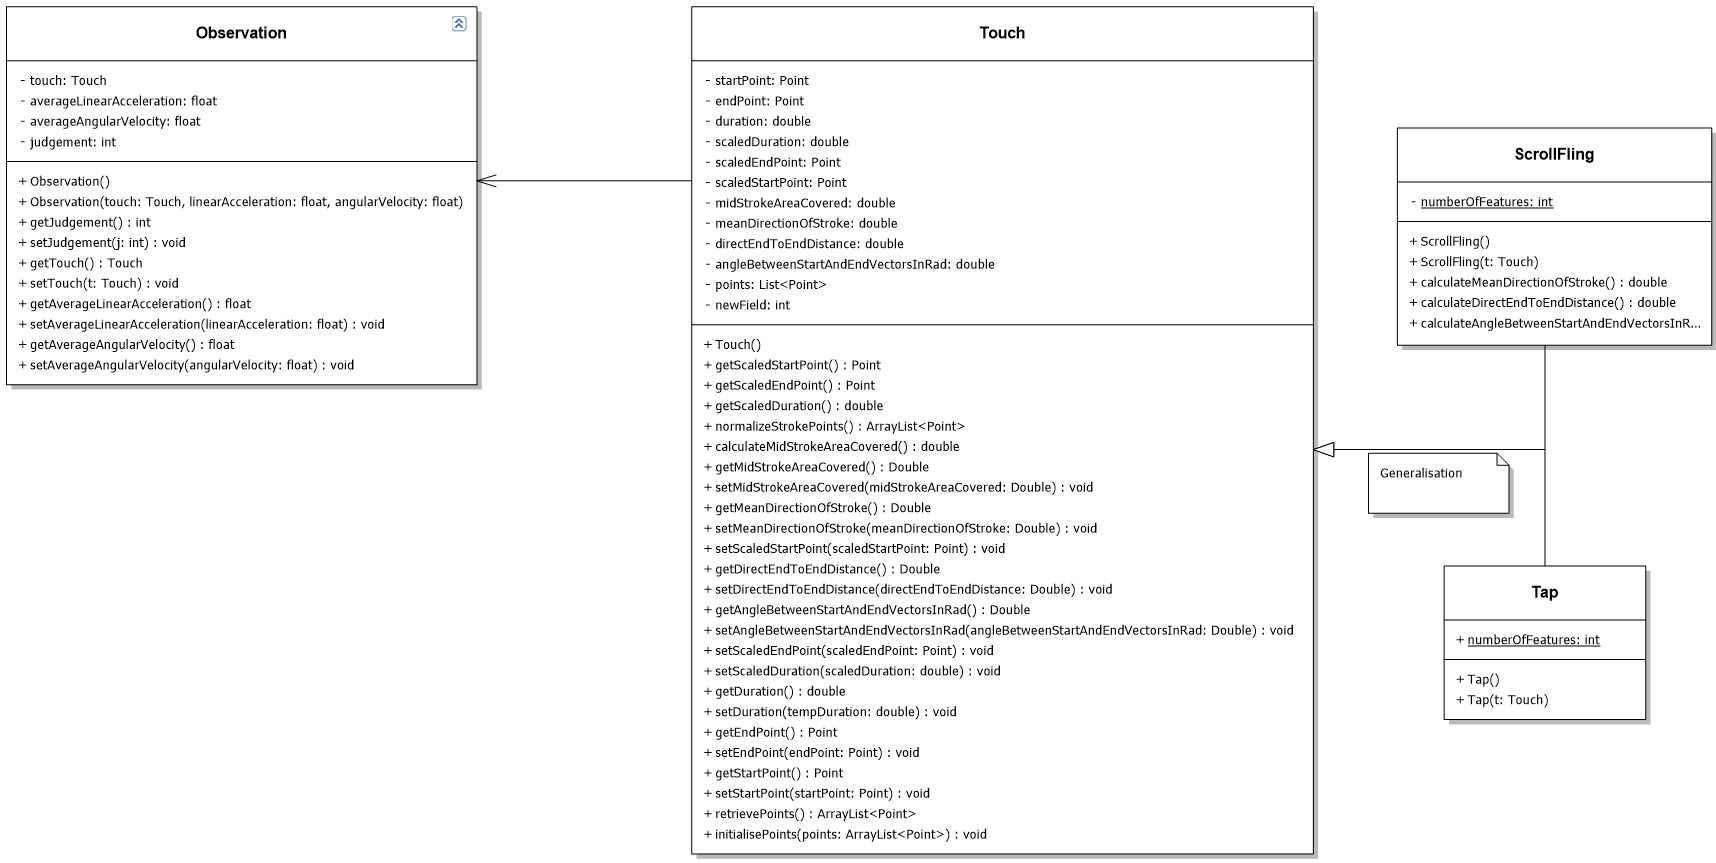 Observation
- touch: Touch
- averageLinearAcceleration: float
- averageAngularVelocity: float
- judgement: int
+ Observation()
+ Observation(touch: Touch, linearAcceleration: float, angularVelocity: float)
+ getJudgement() : int
+ setJudgement(j: int) : void
+ getTouch() : Touch
+ setTouch(t: Touch) : void
+ getAverageLinearAcceleration() : float
+ setAverageLinearAcceleration(linearAcceleration: float) : void
+ getAverageAngularVelocity() : float
+ setAverageAngularVelocity(angularVelocity: float) : void
Touch
- startPoint: Point
- endPoint: Point
- duration: double
- scaledDuration: double
- scaledEndPoint: Point
- scaledStartPoint: Point
- midStrokeAreaCovered: double
- meanDirectionOfStroke: double
- directEndToEndDistance: double
- angleBetweenStartAndEndVectorsInRad: double
- points: List<Point>
- newField: int
+ Touch()
+ getScaledStartPoint() : Point
+ getScaledEndPoint() : Point
+ getScaledDuration() : double
+ normalizeStrokePoints() : ArrayList<Point>
+ calculateMidStrokeAreaCovered() : double
+ getMidStrokeAreaCovered() : Double
+ setMidStrokeAreaCovered(midStrokeAreaCovered: Double) : void
+ getMeanDirectionOfStroke() : Double
+ setMeanDirectionOfStroke(meanDirectionOfStroke: Double) : void
+ setScaledStartPoint(scaledStartPoint: Point) : void
+ getDirectEndToEndDistance() : Double
+ setDirectEndToEndDistance(directEndToEndDistance: Double) : void
+ getAngleBetweenStartAndEndVectorsInRad() : Double
+ setAngleBetweenStartAndEndVectorsInRad(angleBetweenStartAndEndVectorsInRad: Double) : void
+ setScaledEndPoint(scaledEndPoint: Point) : void
+ setScaledDuration(scaledDuration: double) : void
+ getDuration() : double
+ setDuration(tempDuration: double) : void
+ getEndPoint() : Point
+ setEndPoint(endPoint: Point) : void
+ getStartPoint() : Point
+ setStartPoint(startPoint: Point) : void
+ retrievePoints() : ArrayList<Point>
+ initialisePoints(points: ArrayList<Point>) : void
ScrollFling
- numberOfFeatures: int
+ ScrollFling()
+ ScrollFling(t: Touch)
+ calculateMeanDirectionOfStroke() : double
+ calculateDirectEndToEndDistance() : double
+ calculateAngleBetweenStartAndEndVectorsInR...
Generalisation
Tap
+ numberOfFeatures: int
+ Tap()
+ Tap(t: Touch)